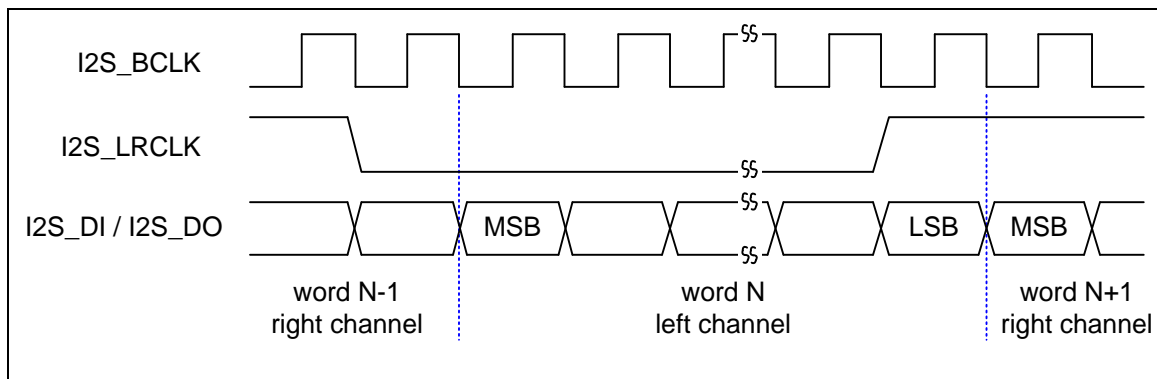 I2S_BCLK
I2S_LRCLK
I2S_DI / I2S_DO
MSB
LSB
MSB
word N-1
right channel
word N
left channel
word N+1
right channel